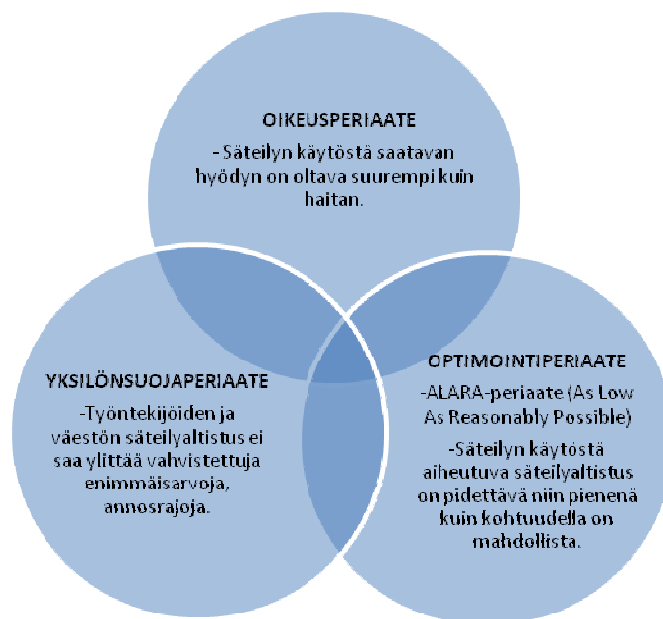 OIKEUSPERIAATE
- Säteilyn käytöstä saatavan
hyödyn on oltava suurempi kuin
haitan.
YKSILÖNSUOJAPERIAATE
-Työntekijöiden ja
väestön säteilyaltistus ei
saa ylittää vahvistettuja
enimmäisarvoja,
annosrajoja.
OPTIMOINTIPERIAATE
-ALARA-periaate (As Low
As Reasonably Possible)
-Säteilyn käytöstä
aiheutuva säteilyaltistus
on pidettävä niin pienenä
kuin kohtuudella on
mahdollista.